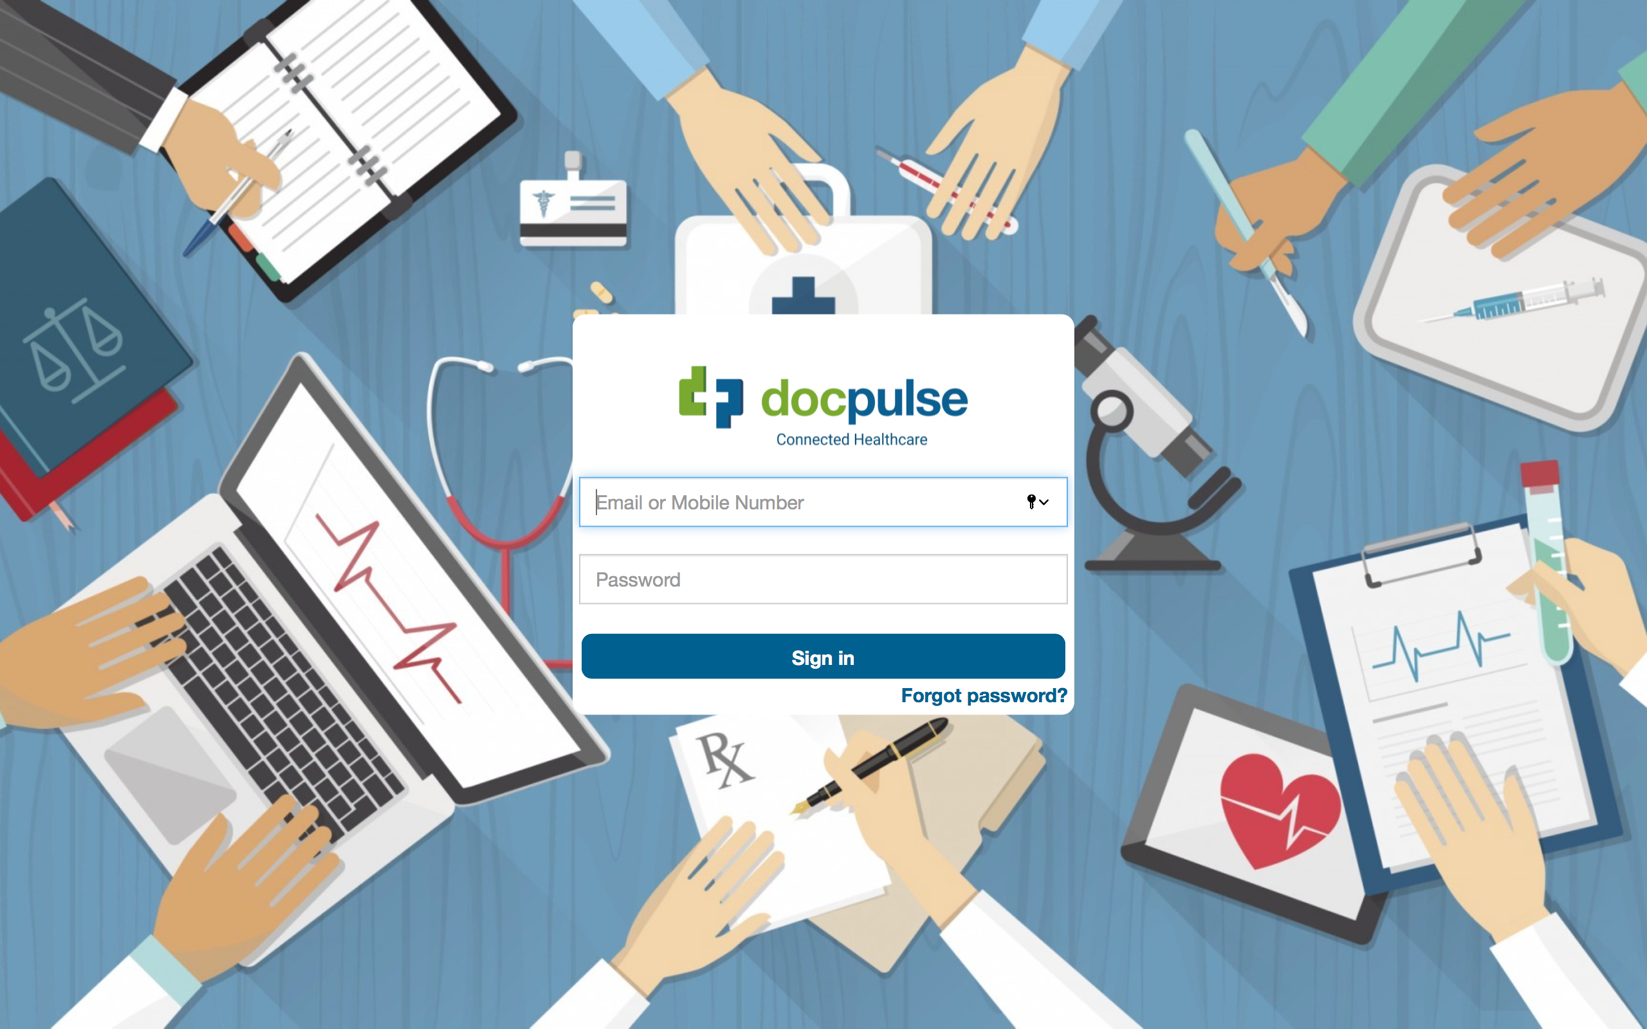 docpulse
Connected Healthcare
Email or Mobile Number
Password
Sign in
Forgot password?
Rx